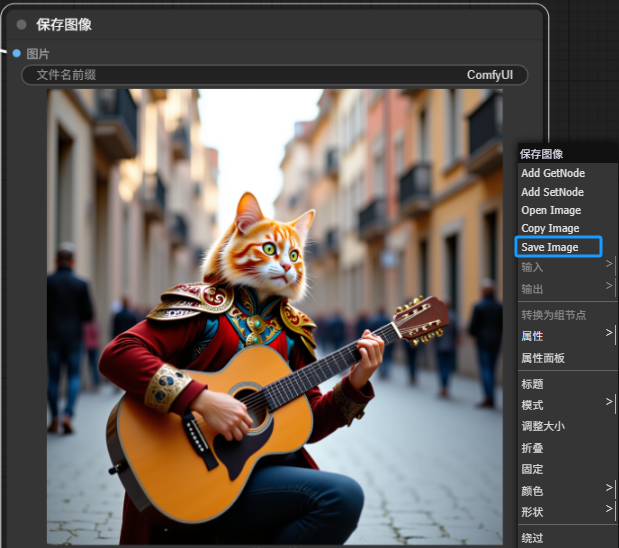 保存图像
图片
文件名前缀 ComfyUI
保存图像
Add GetNode
Add SetNode
Open Image
Copy Image
Save Image
输入 >
输出 >
转换为组节点
属性 >
属性面板
标题
模式 >
调整大小
折叠
固定
颜色 >
形状 >
绕过